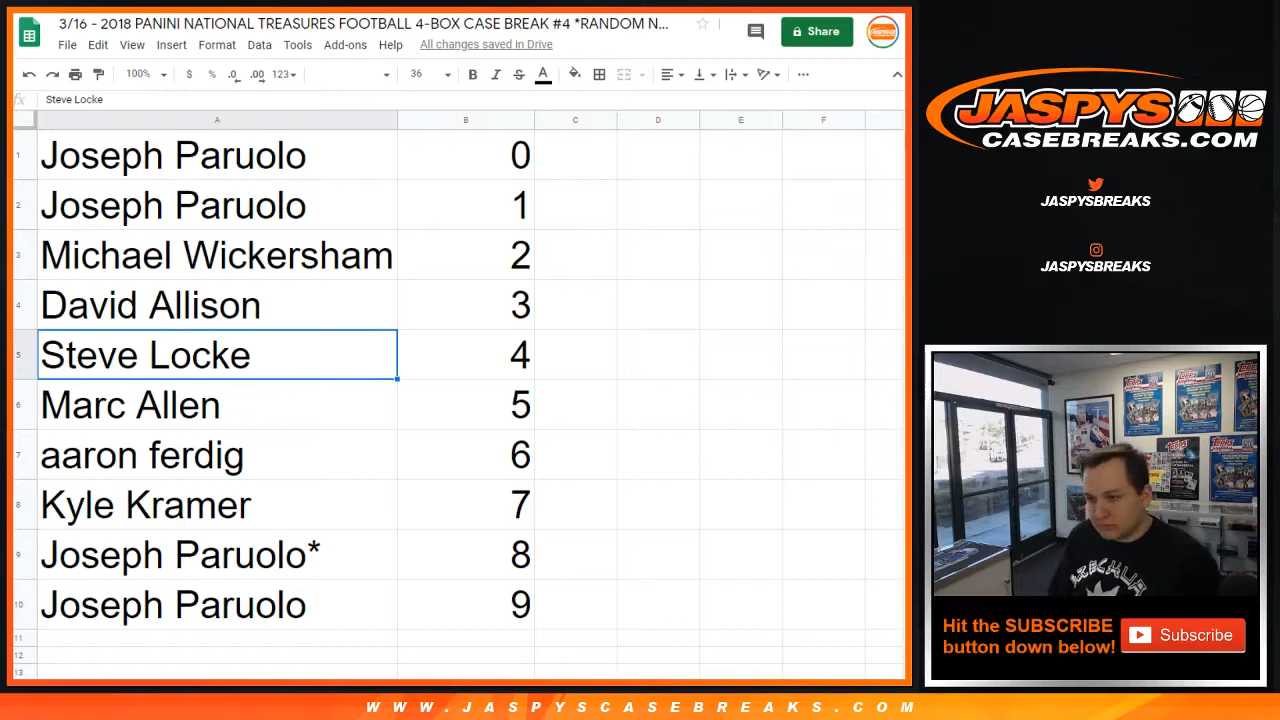 3/16 - 2018 PANINI NATIONAL TREASURES FOOTBALL 4-BOX CASE BREAK #4 *RANDOM N...
Share
File Edit View Insert Format Data Tools Add-ons Help All changes saved in Drive
100% $ % .0 .00 123 36 B I S A
fx Steve Locke
A B C D E F
1 Joseph Paruolo 0
2 Joseph Paruolo 1
3 Michael Wickersham 2
4 David Allison 3
5 Steve Locke 4
6 Marc Allen 5
7 aaron ferdig 6
8 Kyle Kramer 7
9 Joseph Paruolo* 8
10 Joseph Paruolo 9
11
12
13
JASPYS
CASEBREAKS.COM
JASPYSBREAKS
JASPYSBREAKS
Hit the SUBSCRIBE
button down below!
Subscribe
WWW.JASPYSCASEBREAKS.COM